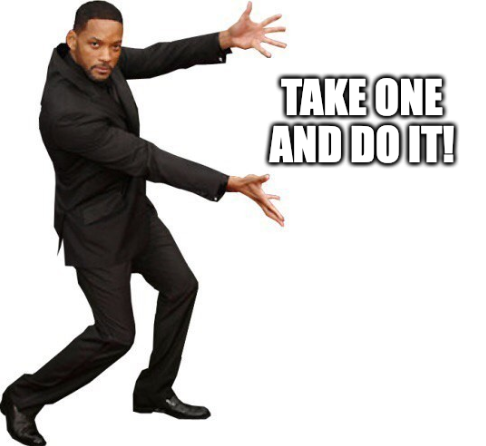 TAKE ONE
AND DO IT!